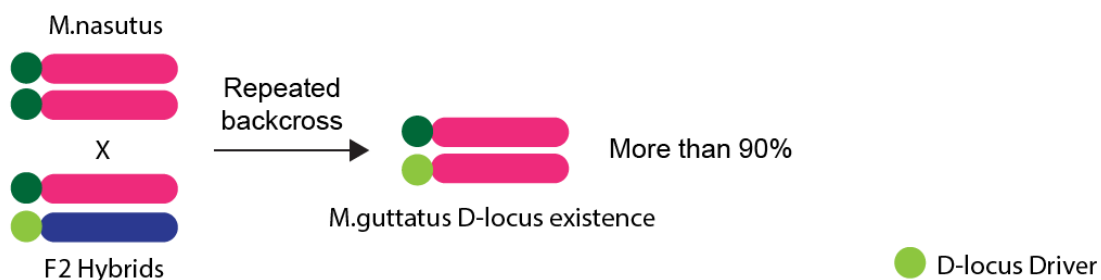 M.nasutus
X
F2 Hybrids
Repeated
backcross
More than 90%
M.guttatus D-locus existence
D-locus Driver